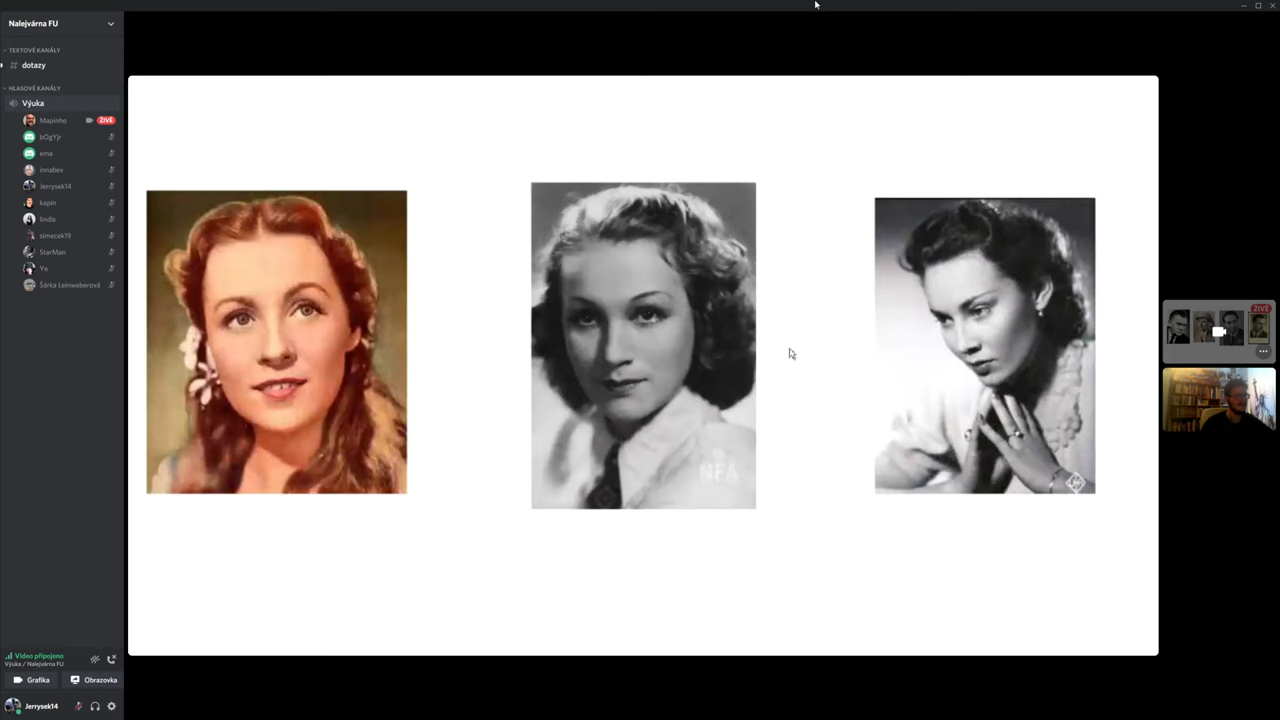 Nalejvárna FU
TEXTOVÉ KANÁLY
dotazy
HLASOVÉ KANÁLY
Výuka
Mapinho ŽIVĚ
bOgYjr
ema
innabex
Jerrysek14
kapin
lindis
simecek19
StarMan
Ye
Šárka Leinweberová
Video připojeno
Výuka / Nalejvárna FU
Grafika Obrazovka
Jerrysek14
NFA
ŽIVĚ